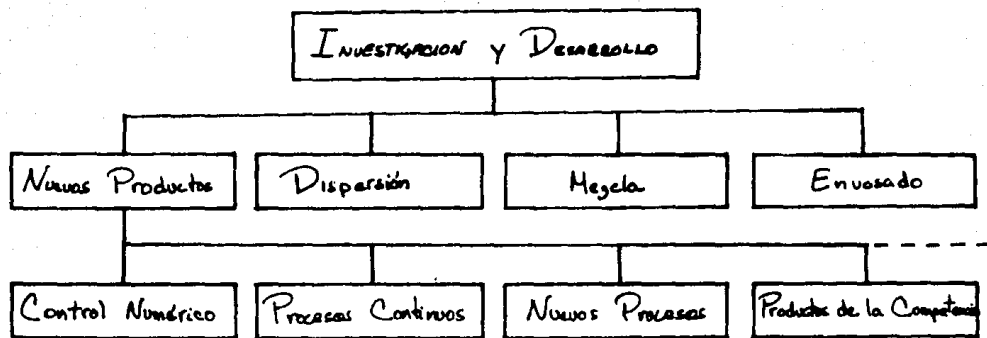 INVESTIGACION y DESARROLLO
Nuevos Productos
Dispersión
Mezcla
Envasado
Control Numérico
Procesos Continuos
Nuevos Procesos
Productos de la Competencia